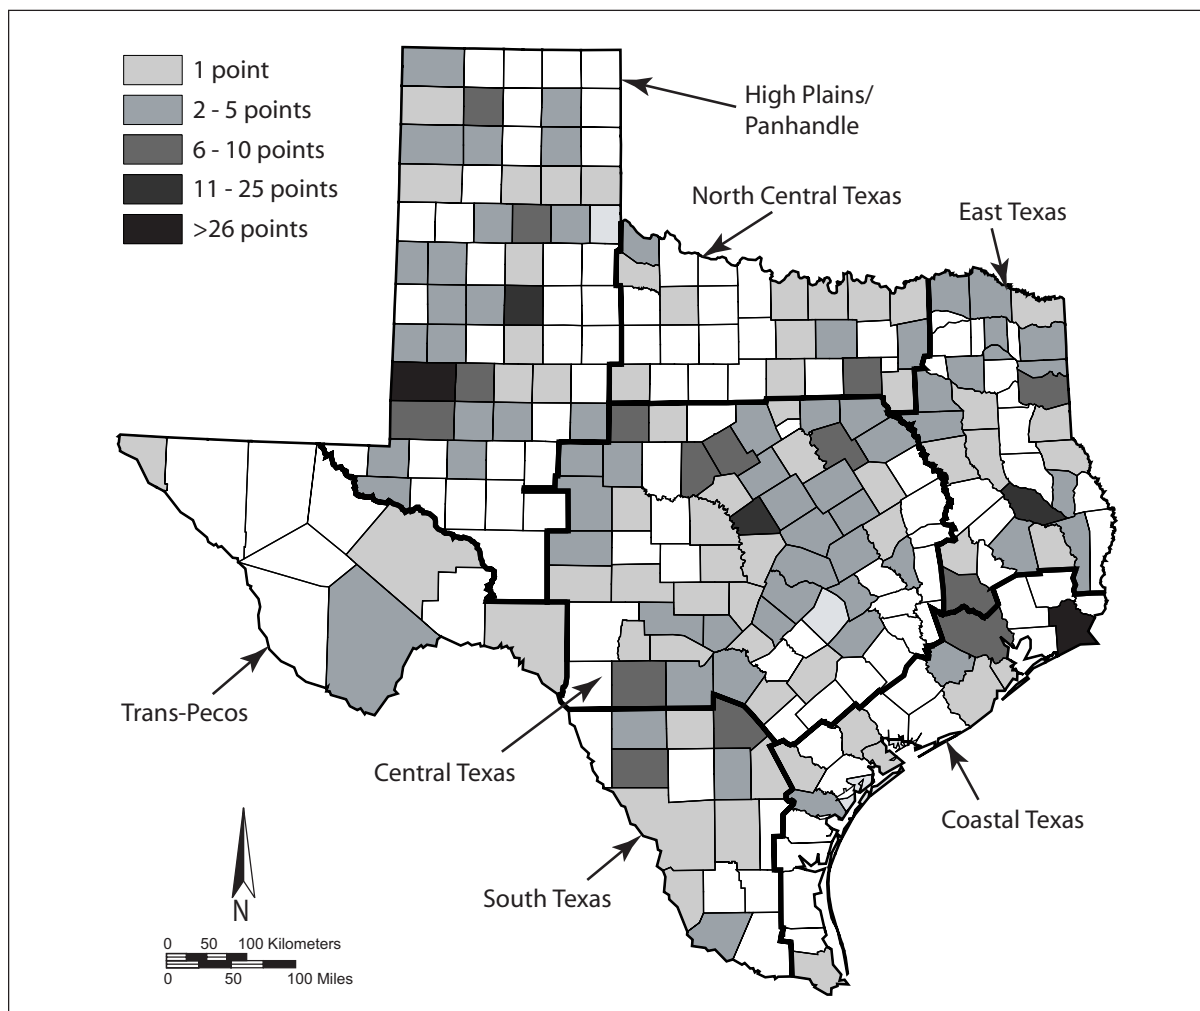 1 point
2 - 5 points
6 - 10 points
11 - 25 points
>26 points
High Plains/
Panhandle
North Central Texas
East Texas
Trans-Pecos
Central Texas
Coastal Texas
South Texas
N
0 50 100 Kilometers
0 50 100 Miles